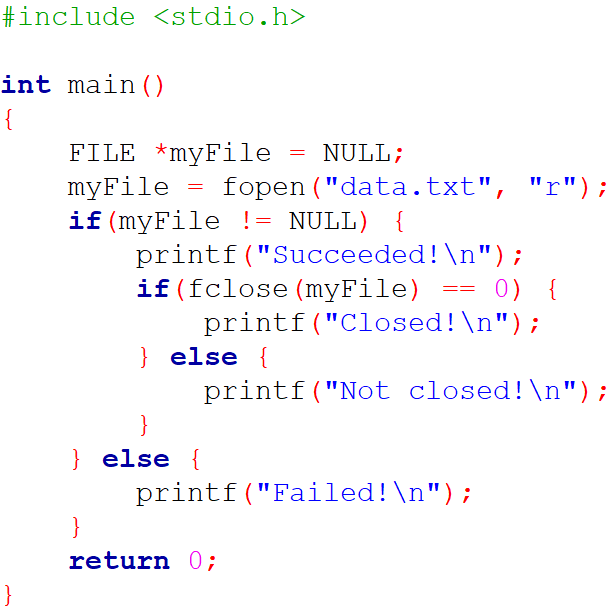 #include <stdio.h>

int main()
{
    FILE *myFile = NULL;
    myFile = fopen("data.txt", "r");
    if(myFile != NULL) {
        printf("Succeeded!\n");
        if(fclose(myFile) == 0) {
            printf("Closed!\n");
        } else {
            printf("Not closed!\n");
        }
    } else {
        printf("Failed!\n");
    }
    return 0;
}